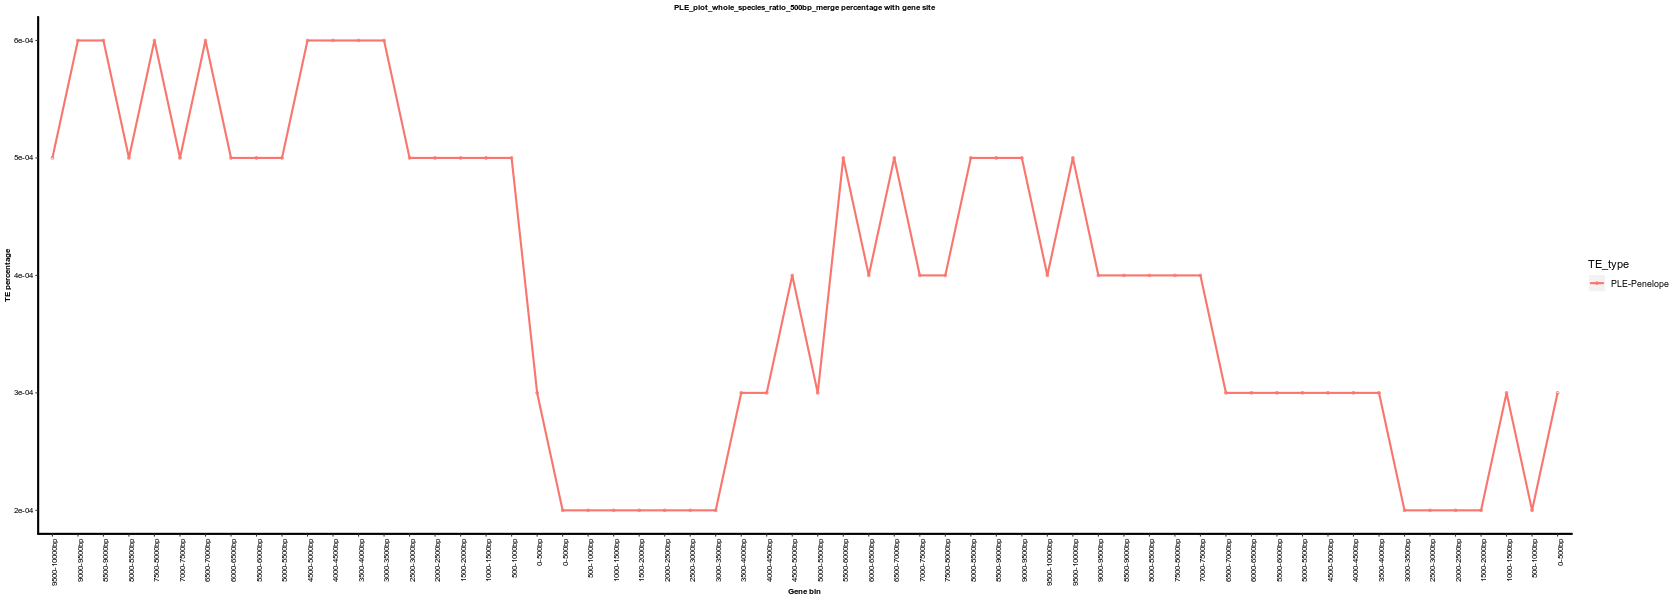 PLE_plot_whole_species_ratio_500bp_merge percentage with gene site
TE percentage
6e-04
5e-04
4e-04
3e-04
2e-04
9500-10000bp
9000-9500bp
8500-9000bp
8000-8500bp
7500-8000bp
7000-7500bp
6500-7000bp
6000-6500bp
5500-6000bp
5000-5500bp
4500-5000bp
4000-4500bp
3500-4000bp
3000-3500bp
2500-3000bp
2000-2500bp
1500-2000bp
1000-1500bp
500-1000bp
0-500bp
0-500bp
500-1000bp
1000-1500bp
1500-2000bp
2000-2500bp
2500-3000bp
3000-3500bp
3500-4000bp
4000-4500bp
4500-5000bp
5000-5500bp
5500-6000bp
6000-6500bp
6500-7000bp
7000-7500bp
7500-8000bp
8000-8500bp
8500-9000bp
9000-9500bp
9500-10000bp
9500-10000bp
9000-9500bp
8500-9000bp
8000-8500bp
7500-8000bp
7000-7500bp
6500-7000bp
6000-6500bp
5500-6000bp
5000-5500bp
4500-5000bp
4000-4500bp
3500-4000bp
3000-3500bp
2500-3000bp
2000-2500bp
1500-2000bp
1000-1500bp
500-1000bp
0-500bp
Gene bin
TE_type
PLE-Penelope